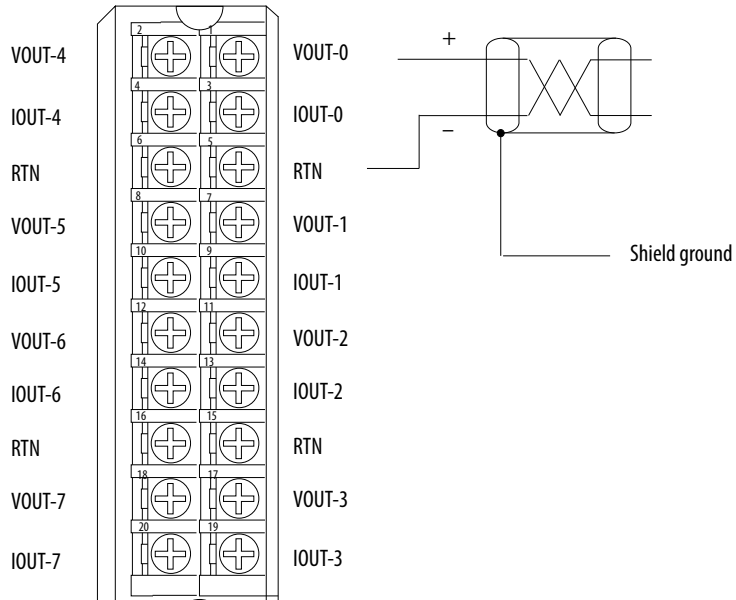 2 1
VOUT-4 VOUT-0 +
4 3
IOUT-4 IOUT-0 –
6 5
RTN RTN
8 7
VOUT-5 VOUT-1
10 9
Shield ground
IOUT-5 IOUT-1
12 11
VOUT-6 VOUT-2
14 13
IOUT-6 IOUT-2
16 15
RTN RTN
18 17
VOUT-7 VOUT-3
20 19
IOUT-7 IOUT-3